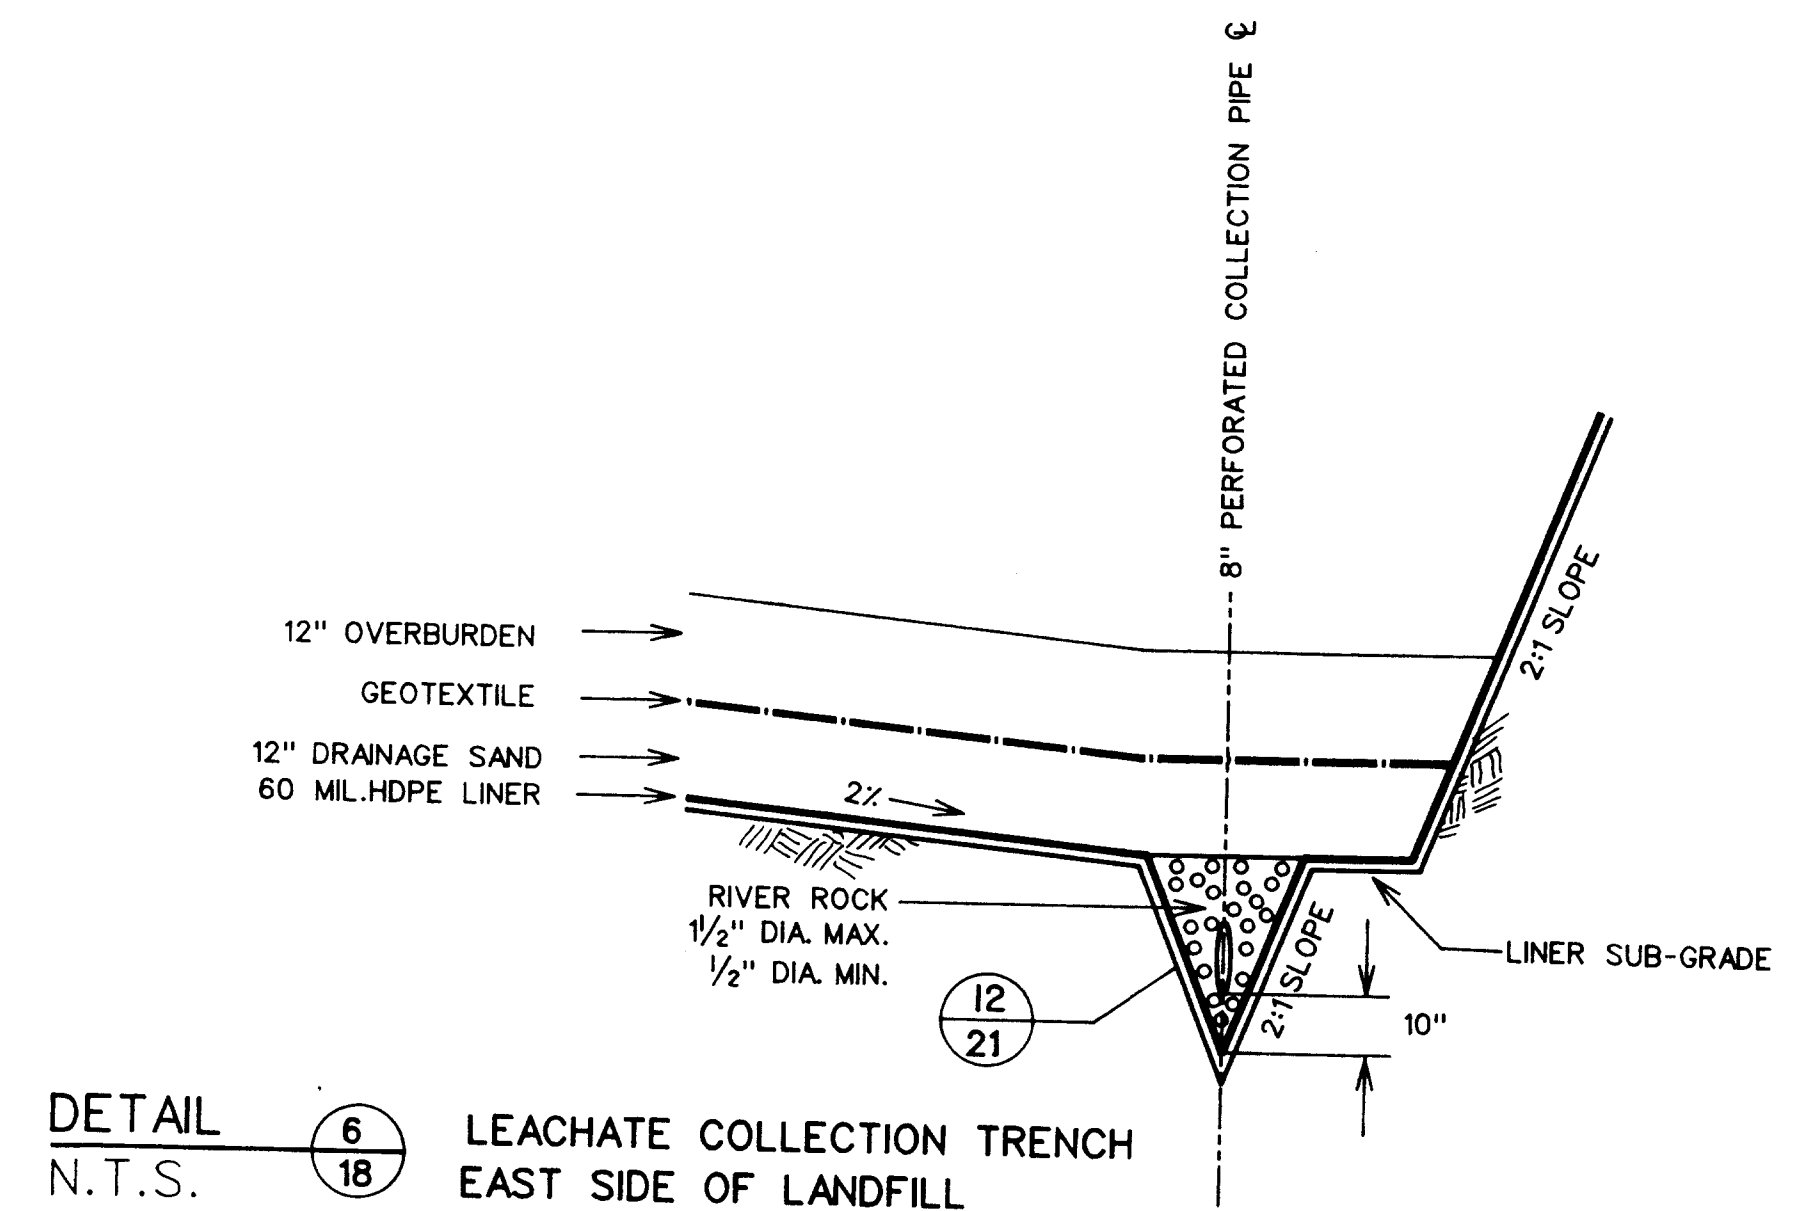 8" PERFORATED COLLECTION PIPE ℄
12" OVERBURDEN
GEOTEXTILE
12" DRAINAGE SAND
60 MIL.HDPE LINER
2%
2:1 SLOPE
RIVER ROCK
1½" DIA. MAX.
½" DIA. MIN.
2:1 SLOPE
LINER SUB-GRADE
10"
12
21
DETAIL
N.T.S.
6
18
LEACHATE COLLECTION TRENCH
EAST SIDE OF LANDFILL